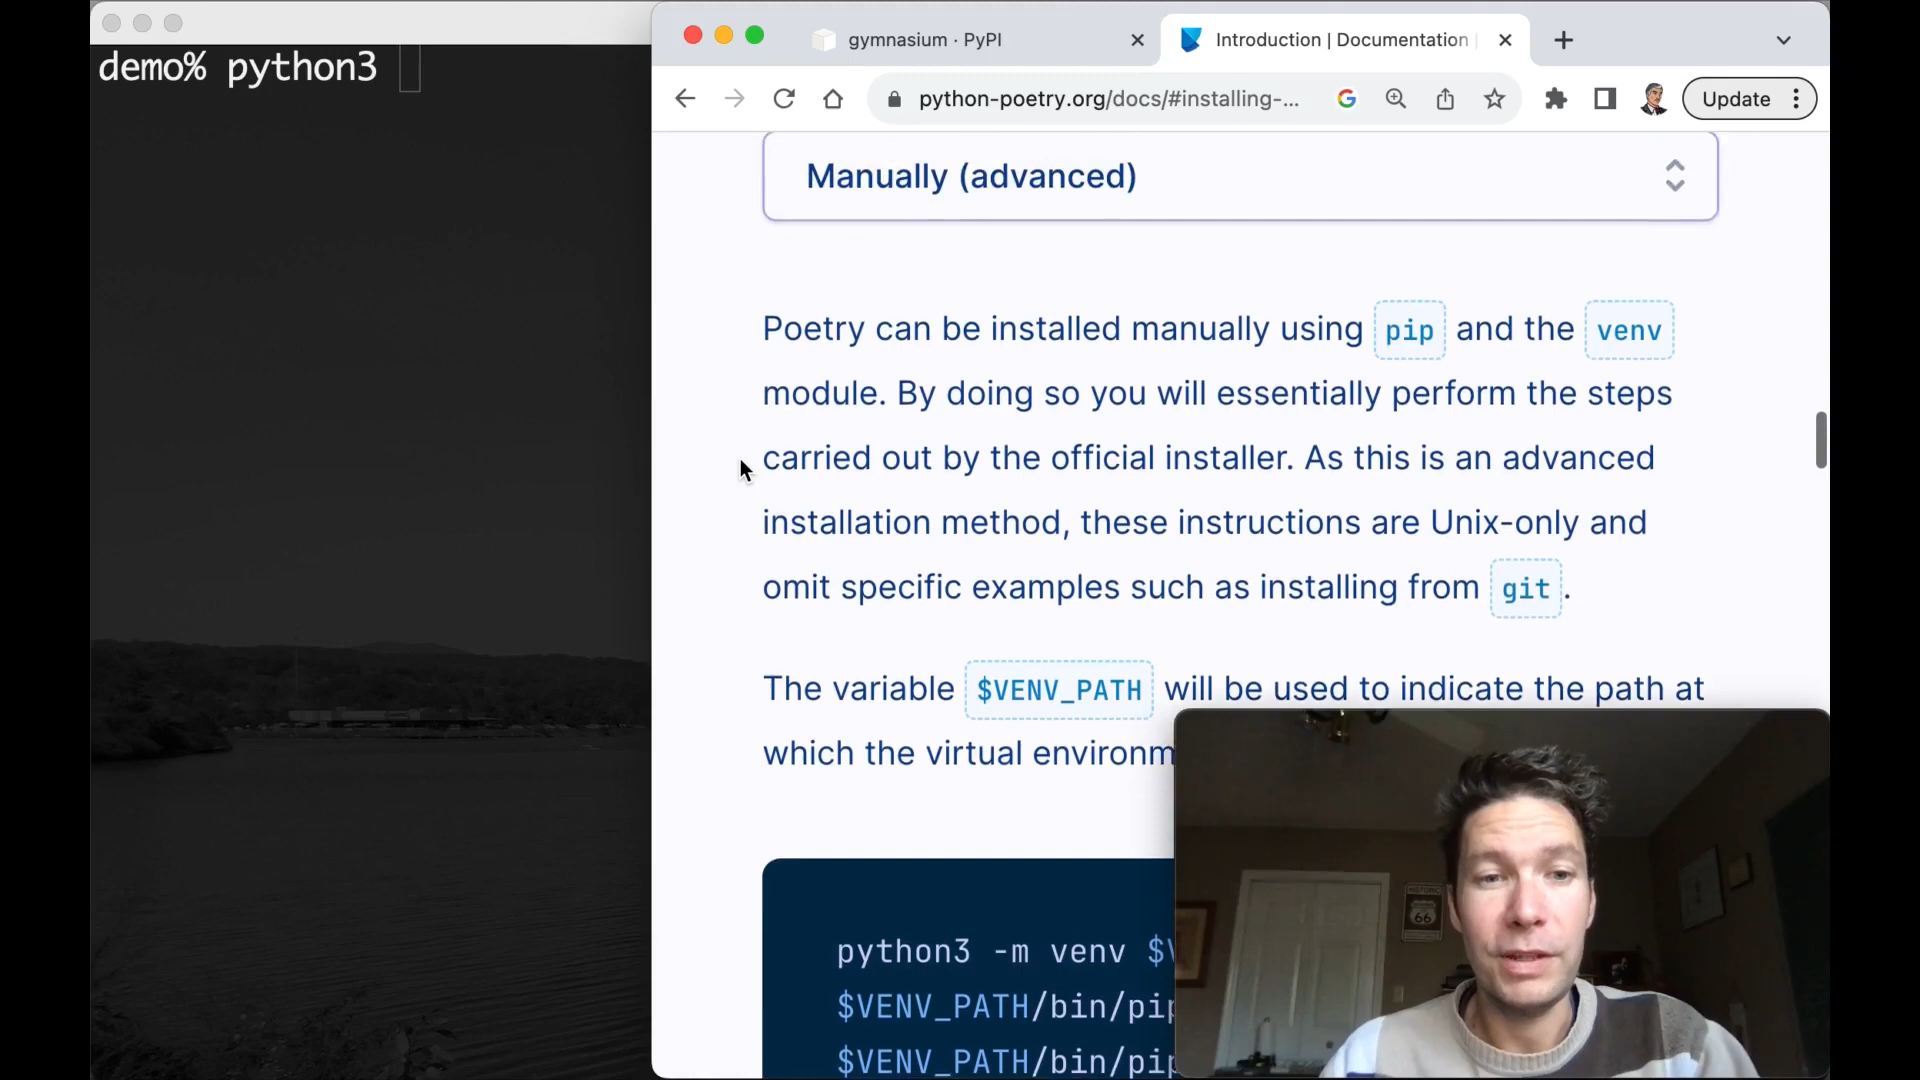 demo% python3
gymnasium · PyPI
Introduction | Documentation |
python-poetry.org/docs/#installing-...
Update
Manually (advanced)
Poetry can be installed manually using pip and the venv
module. By doing so you will essentially perform the steps
carried out by the official installer. As this is an advanced
installation method, these instructions are Unix-only and
omit specific examples such as installing from git.
The variable $VENV_PATH will be used to indicate the path at
which the virtual environm
python3 -m venv $V
$VENV_PATH/bin/pip
$VENV_PATH/bin/pip
HISTORIC
66